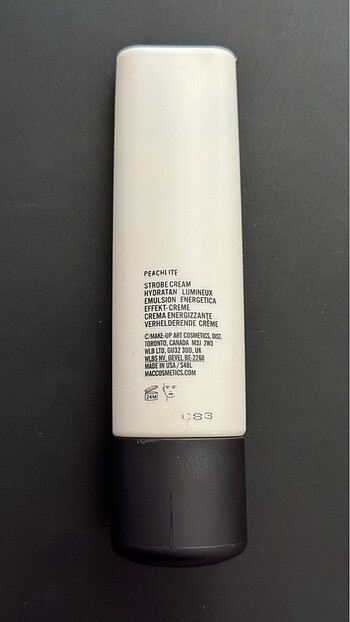 PEACHLITE
STROBE CREAM
HYDRATAN LUMINEUX
EMULSION ENERGETICA
EFFEKT-CREME
CREMA ENERGIZZANTE
VERHELDERENDE CRÈME
©MAKE-UP ART COSMETICS, DIST.
TORONTO, CANADA M3J 2W3
WLB LTD, GU32 3DD, UK
WLBS NV, OEVEL BE-2260
MADE IN USA / S4BL
MACCOSMETICS.COM
24M
C83